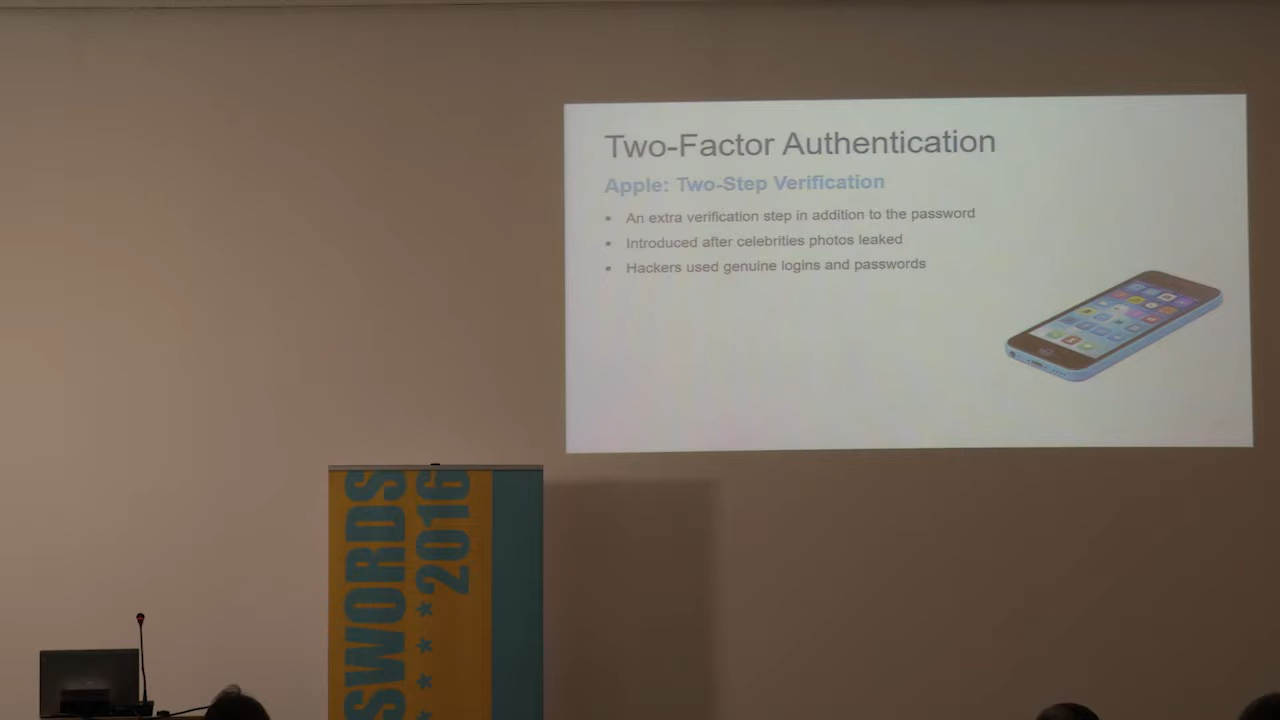 Two-Factor Authentication
Apple: Two-Step Verification
▪ An extra verification step in addition to the password
▪ Introduced after celebrities photos leaked
▪ Hackers used genuine logins and passwords
SWORDS
2016